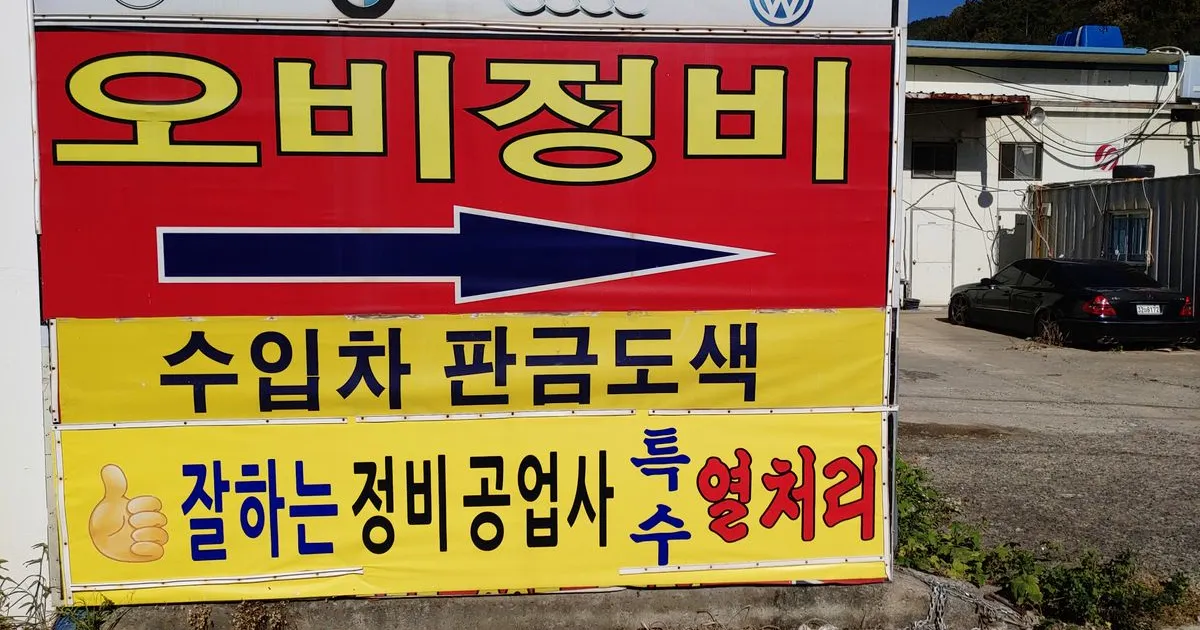 오비정비
수입차 판금도색
잘하는 정비공업사 특수 열처리